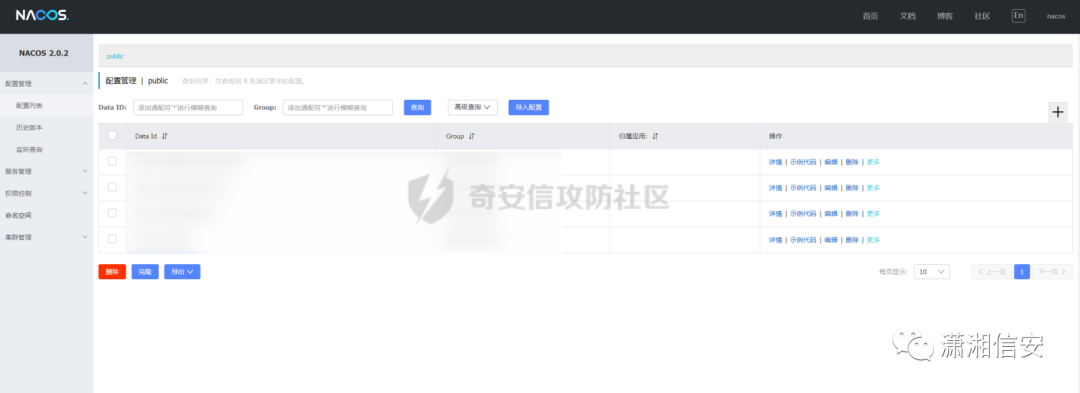 NACOS.
首页 文档 博客 社区 En nacos
NACOS 2.0.2
配置管理
配置列表
历史版本
监听查询
服务管理
权限控制
命名空间
集群管理
public
配置管理 | public 查询结果:共查询到 4 条满足要求的配置。
Data ID: 添加通配符'*'进行模糊查询 Group: 添加通配符'*'进行模糊查询 查询 高级查询 导入配置
Data Id Group 归属应用: 操作
详情 | 示例代码 | 编辑 | 删除 | 更多
详情 | 示例代码 | 编辑 | 删除 | 更多
详情 | 示例代码 | 编辑 | 删除 | 更多
详情 | 示例代码 | 编辑 | 删除 | 更多
奇安信攻防社区
删除 克隆 导出 每页显示: 10 上一页 1 下一页
潇湘信安